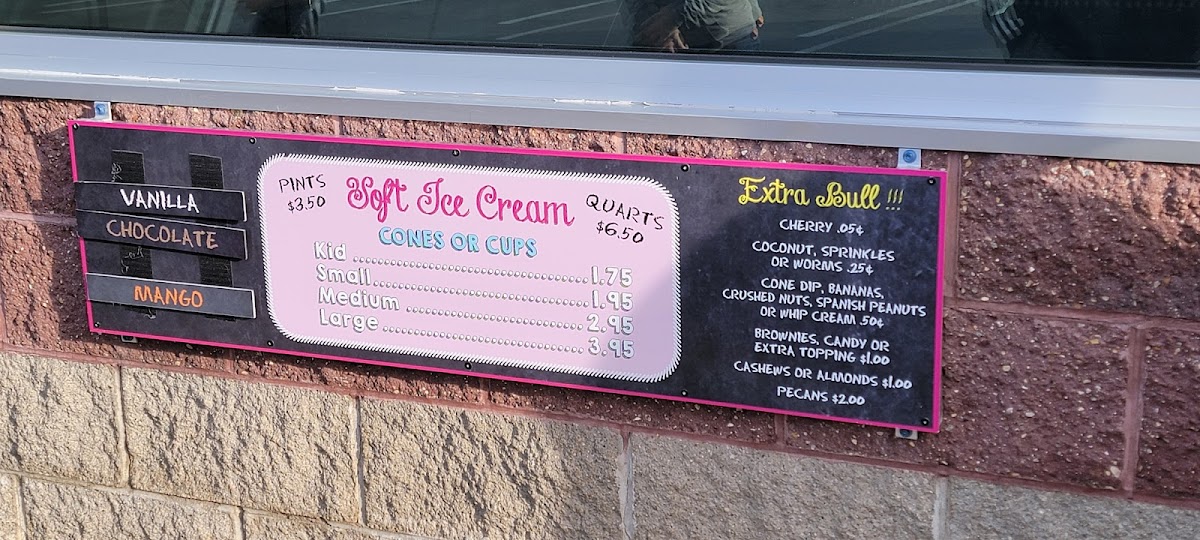 VANILLA
CHOCOLATE
MANGO
PINTS
$3.50
Soft Ice Cream
QUARTS
$6.50
CONES OR CUPS
Kid ........................................ 1.75
Small........................................ 1.95
Medium ................................ 2.95
Large .................................... 3.95
Extra Bull !!!
CHERRY .05¢
COCONUT, SPRINKLES
OR WORMS .25¢
CONE DIP, BANANAS,
CRUSHED NUTS, SPANISH PEANUTS
OR WHIP CREAM .50¢
BROWNIES, CANDY OR
EXTRA TOPPING $1.00
CASHEWS OR ALMONDS $1.00
PECANS $2.00